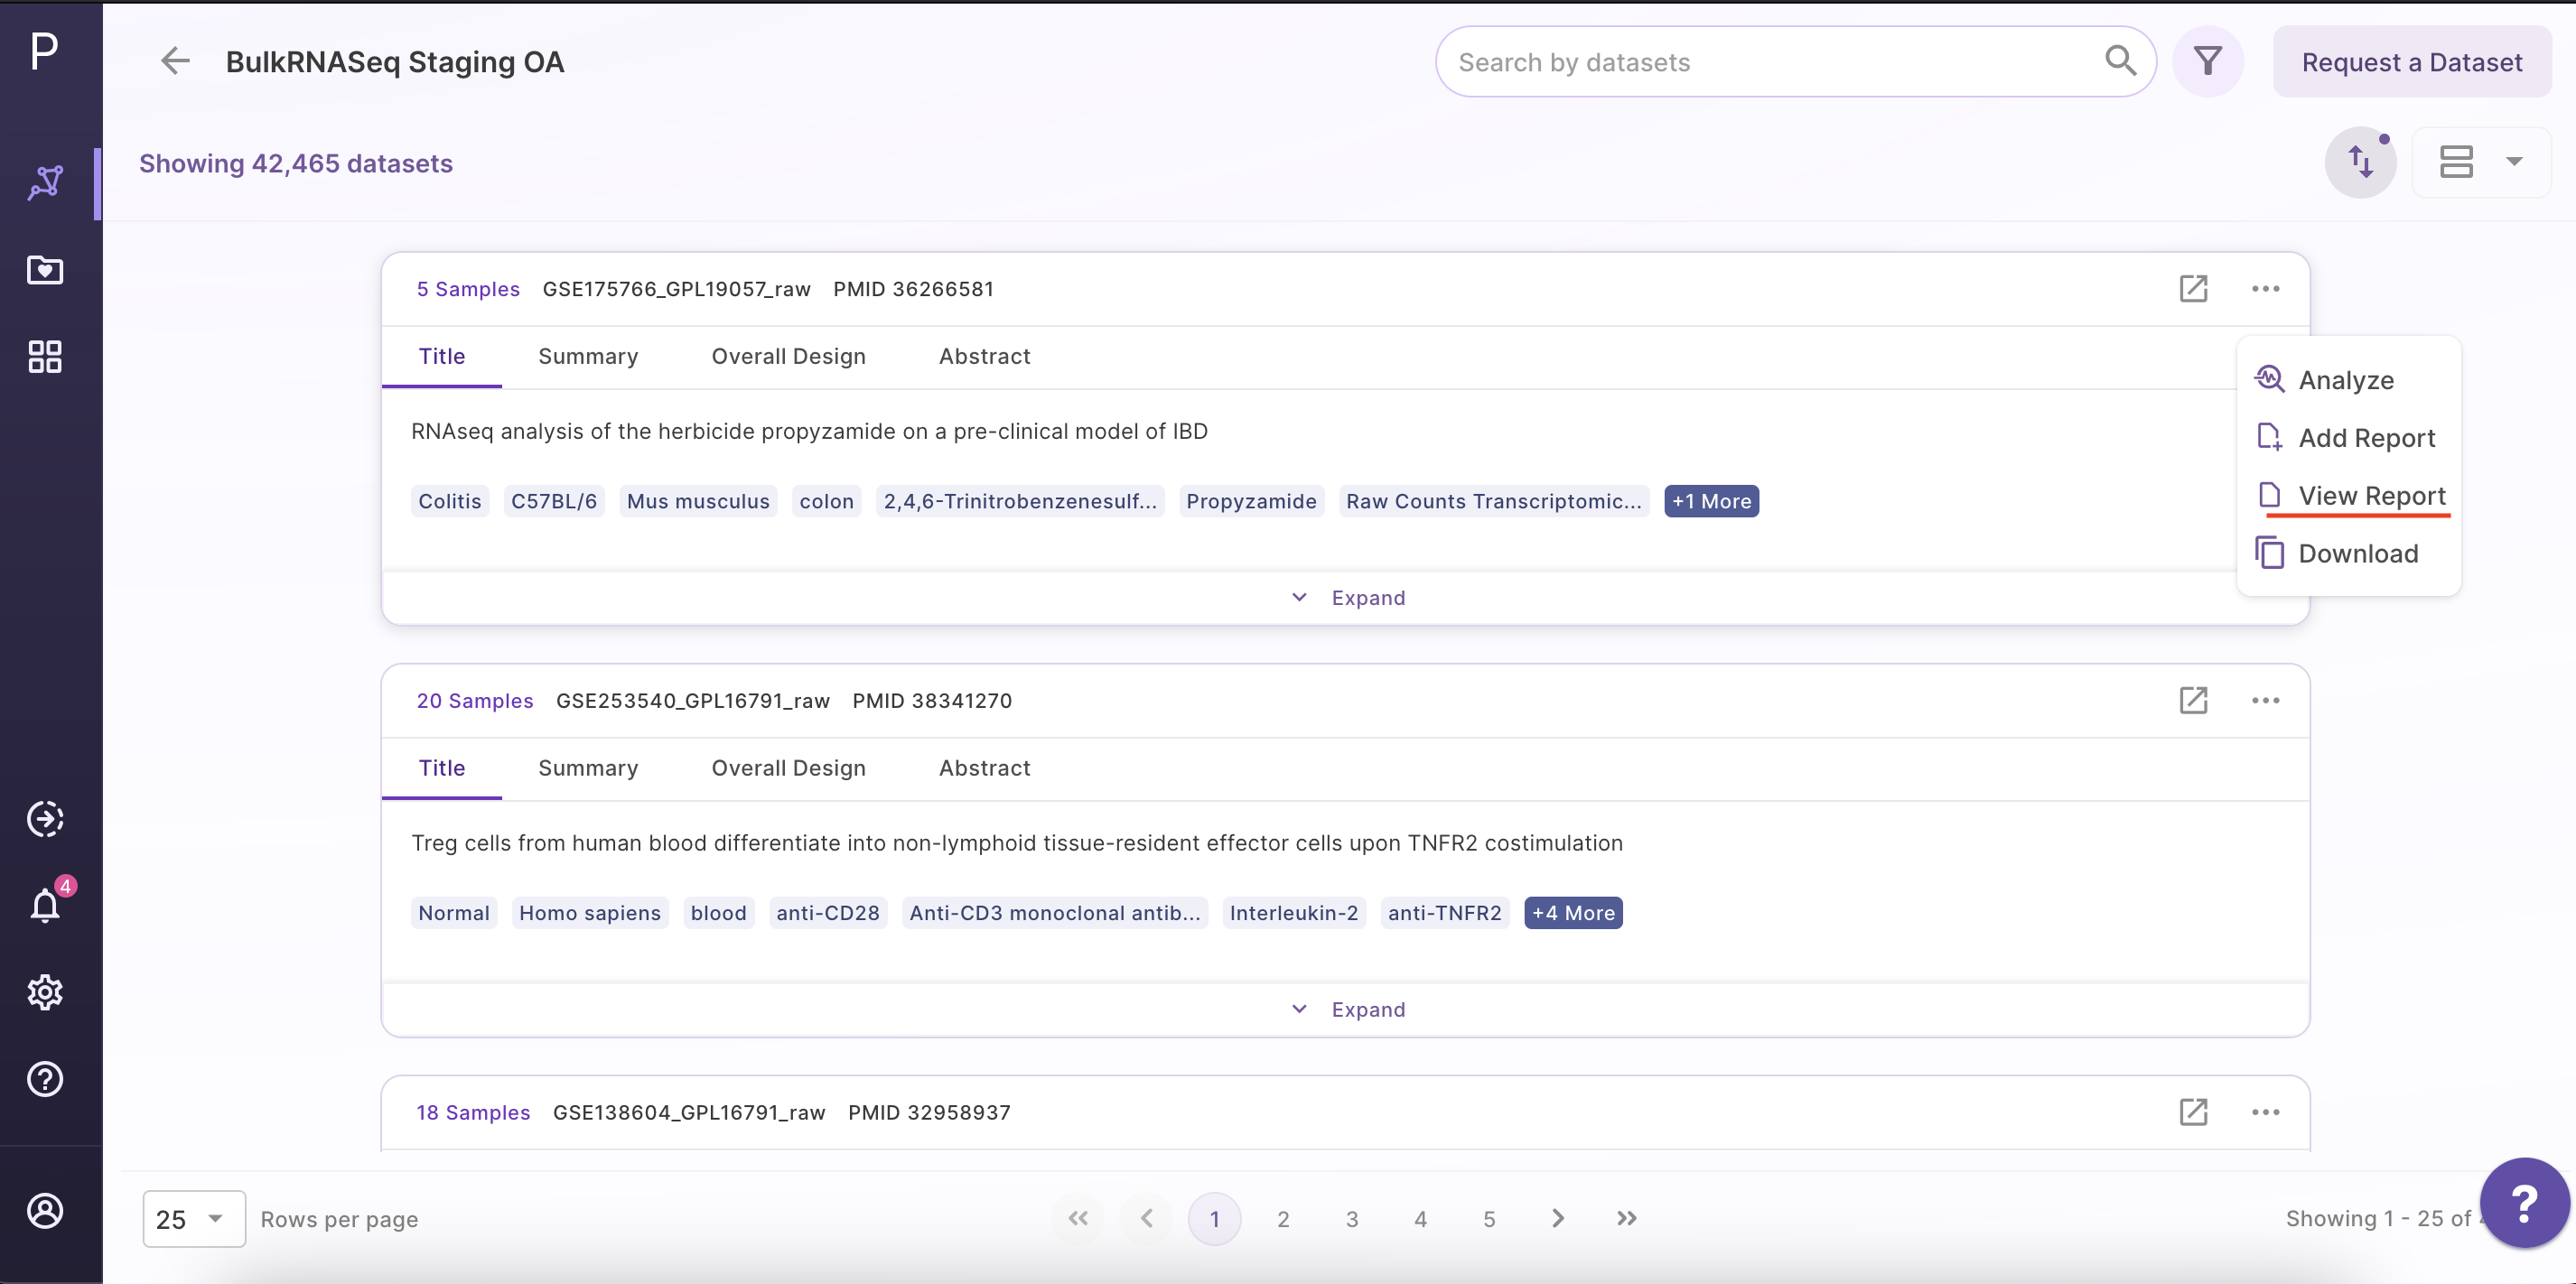 P
BulkRNASeq Staging OA
Search by datasets
Request a Dataset
Showing 42,465 datasets
5 Samples GSE175766_GPL19057_raw PMID 36266581
Title Summary Overall Design Abstract
RNAseq analysis of the herbicide propyzamide on a pre-clinical model of IBD
Colitis C57BL/6 Mus musculus colon 2,4,6-Trinitrobenzenesulf... Propyzamide Raw Counts Transcriptomic... +1 More
Expand
Analyze
Add Report
View Report
Download
20 Samples GSE253540_GPL16791_raw PMID 38341270
Title Summary Overall Design Abstract
Treg cells from human blood differentiate into non-lymphoid tissue-resident effector cells upon TNFR2 costimulation
Normal Homo sapiens blood anti-CD28 Anti-CD3 monoclonal antib... Interleukin-2 anti-TNFR2 +4 More
Expand
4
18 Samples GSE138604_GPL16791_raw PMID 32958937
25 Rows per page
1 2 3 4 5
Showing 1 - 25 of
?